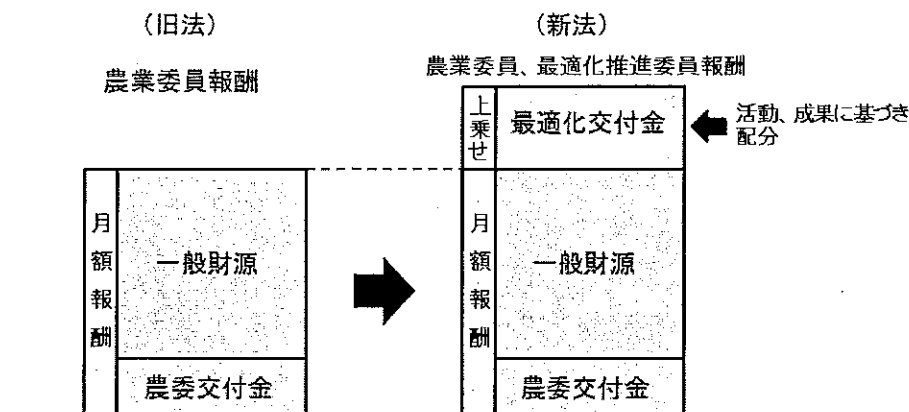 （旧法）
農業委員報酬
月額報酬
一般財源
農委交付金
（新法）
農業委員、最適化推進委員報酬
上乗せ
最適化交付金
活動、成果に基づき
配分
月額報酬
一般財源
農委交付金